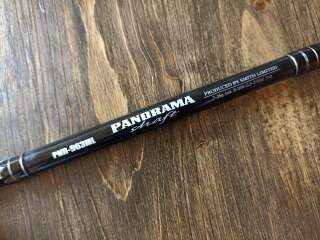 PNR-963ML
PANORAMA
shaft
PRODUCED BY SMITH LIMITED